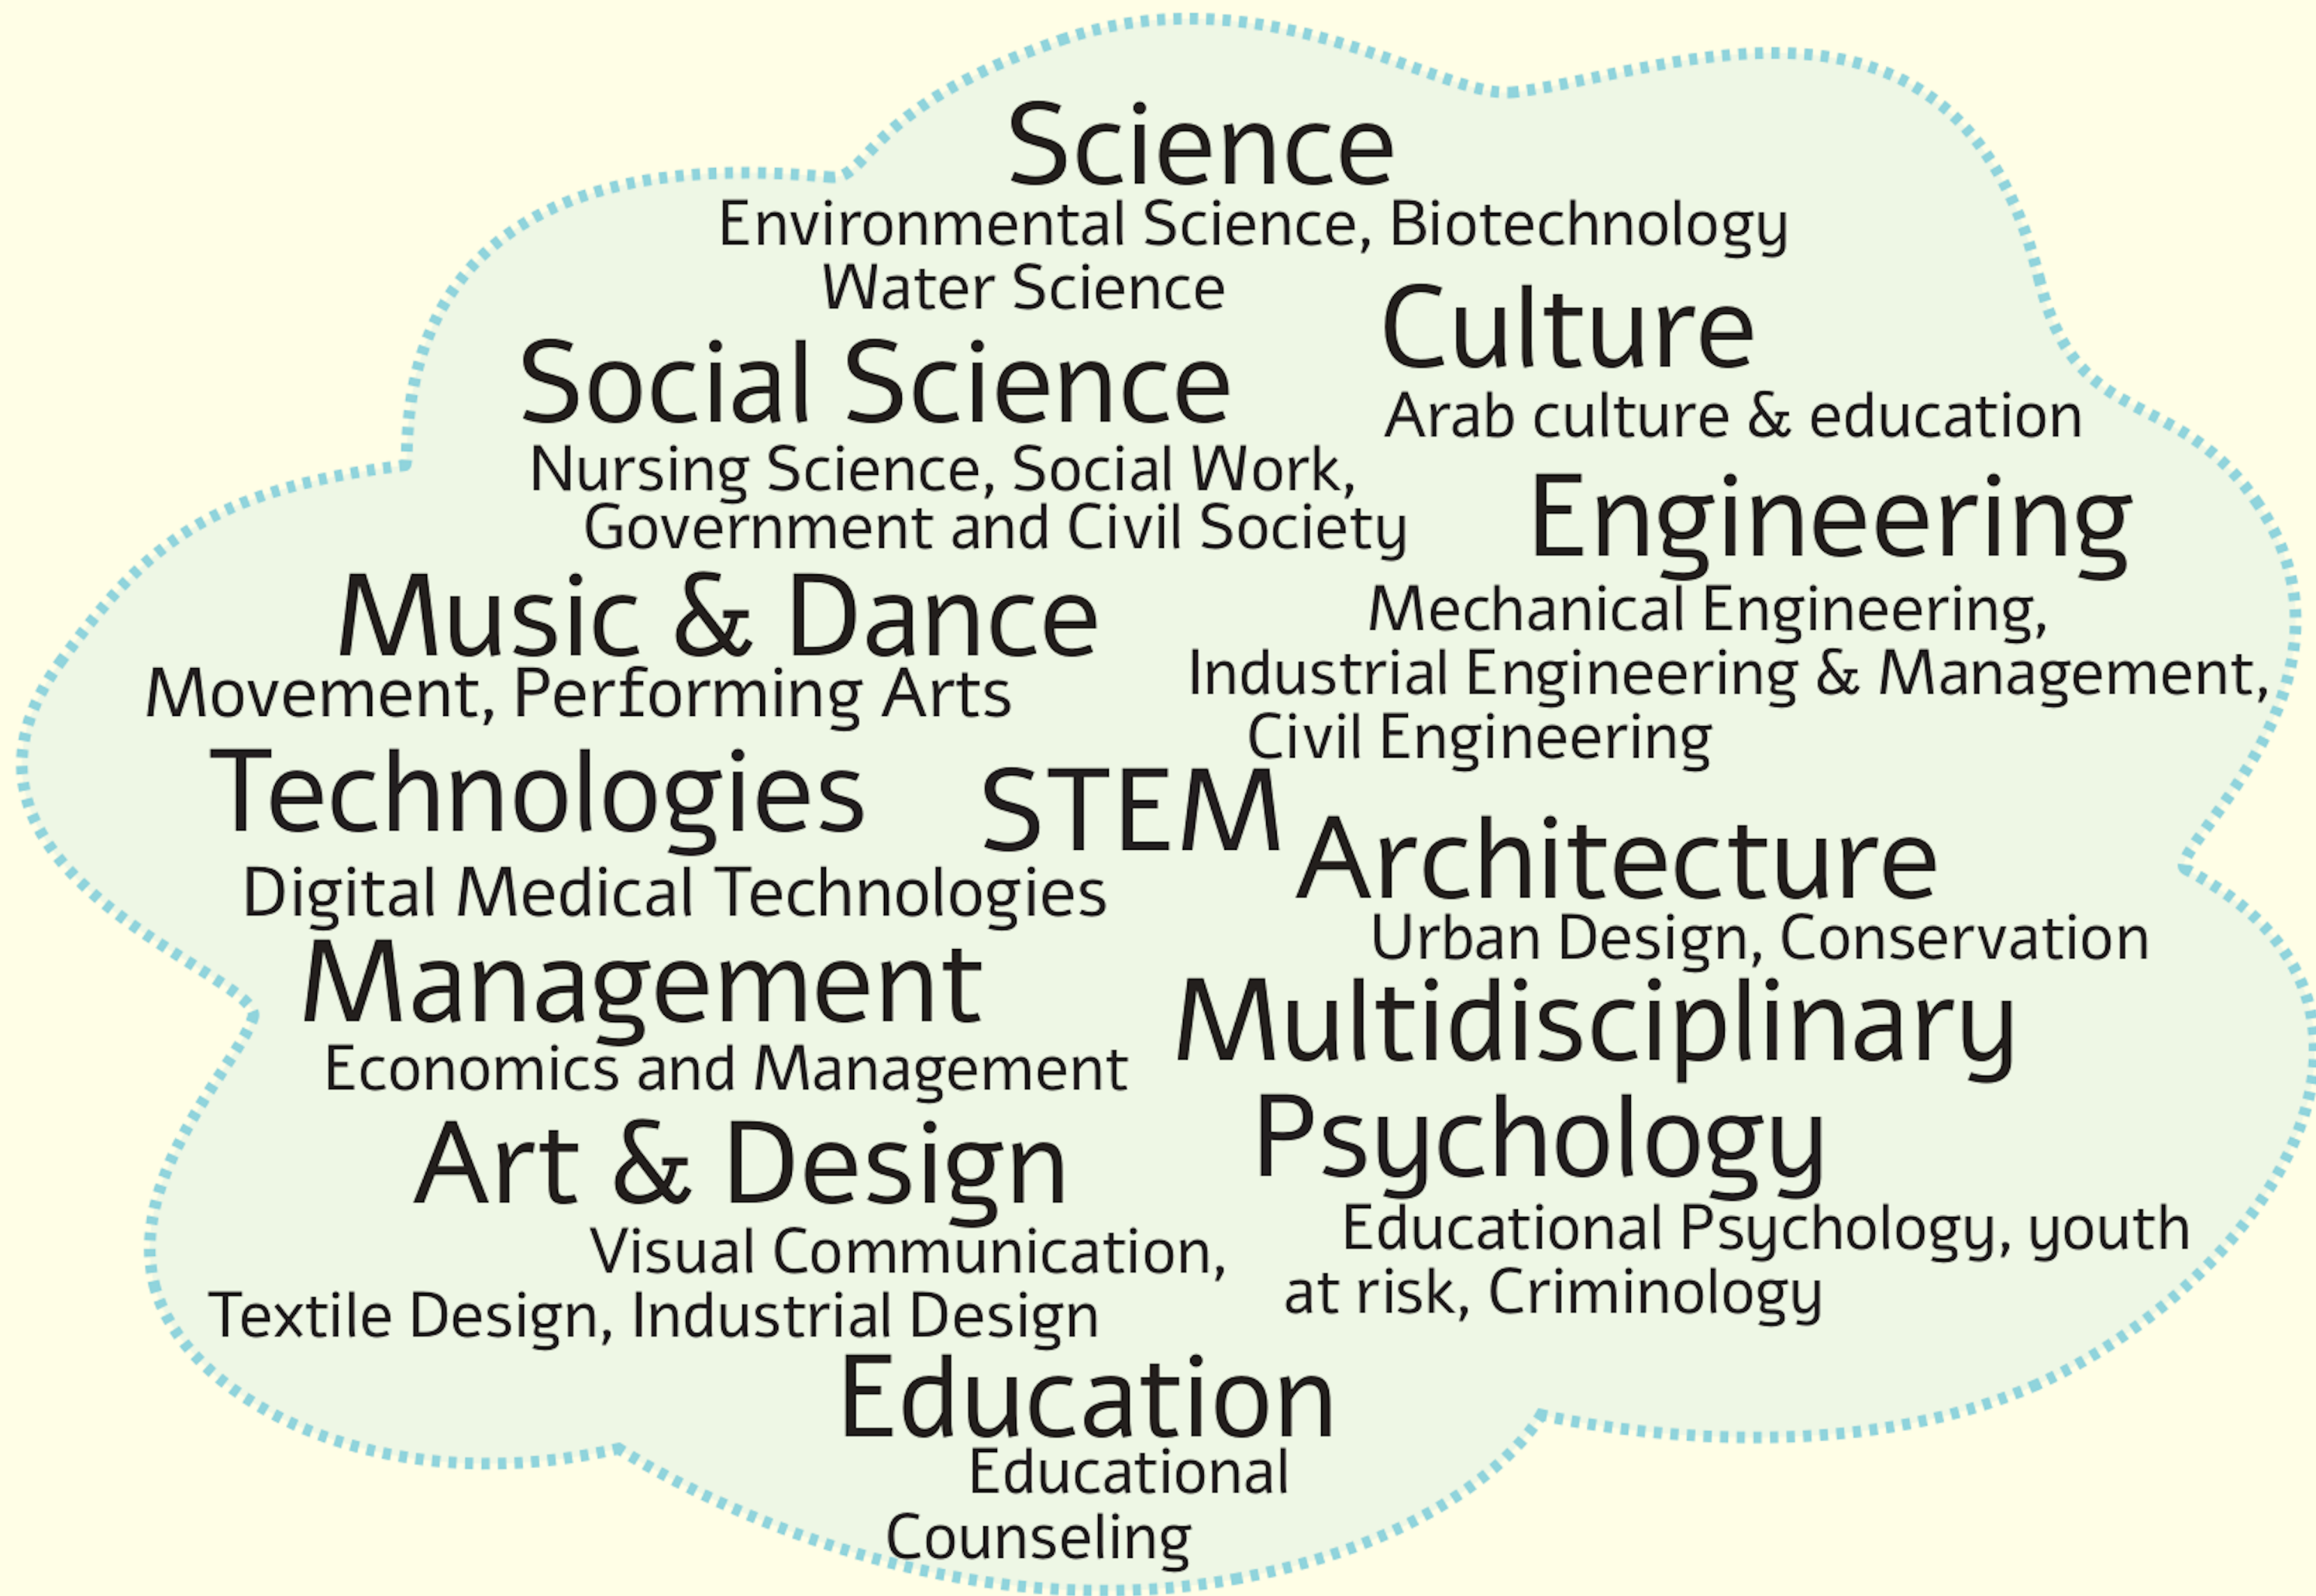 Science
Environmental Science, Biotechnology
Water Science
Culture
Arab culture & education
Social Science
Nursing Science, Social Work,
Government and Civil Society
Engineering
Mechanical Engineering,
Industrial Engineering & Management,
Civil Engineering
Music & Dance
Movement, Performing Arts
Technologies
Digital Medical Technologies
STEM
Architecture
Urban Design, Conservation
Management
Economics and Management
Multidisciplinary
Psychology
Educational Psychology, youth
at risk, Criminology
Art & Design
Visual Communication,
Textile Design, Industrial Design
Education
Educational
Counseling